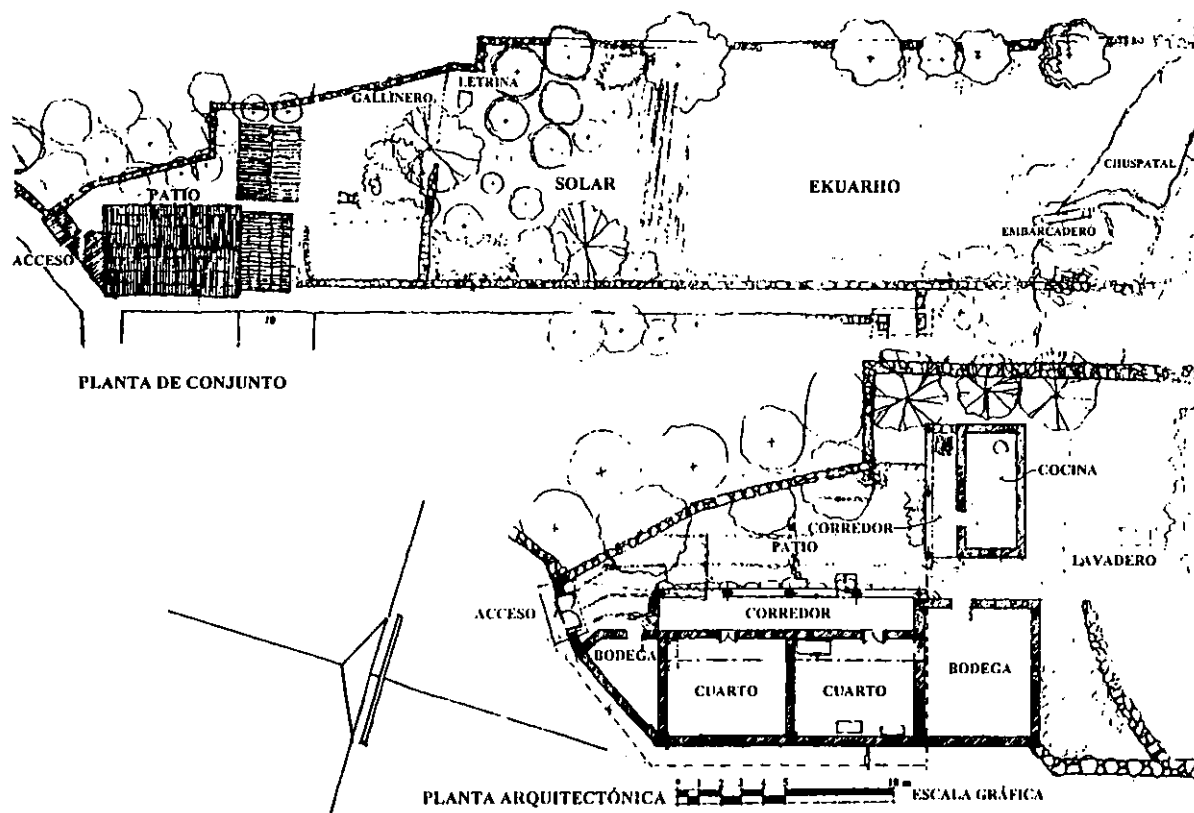 LETRINA
GALLINERO
PATIO
SOLAR
EKUARHO
CHUSPATAL
EMBARCADERO
ACCESO
10
PLANTA DE CONJUNTO
COCINA
CORREDOR
PATIO
LAVADERO
ACCESO
CORREDOR
BODEGA
CUARTO
CUARTO
BODEGA
PLANTA ARQUITECTÓNICA
0 1 2 3 4 5 10 m
ESCALA GRÁFICA